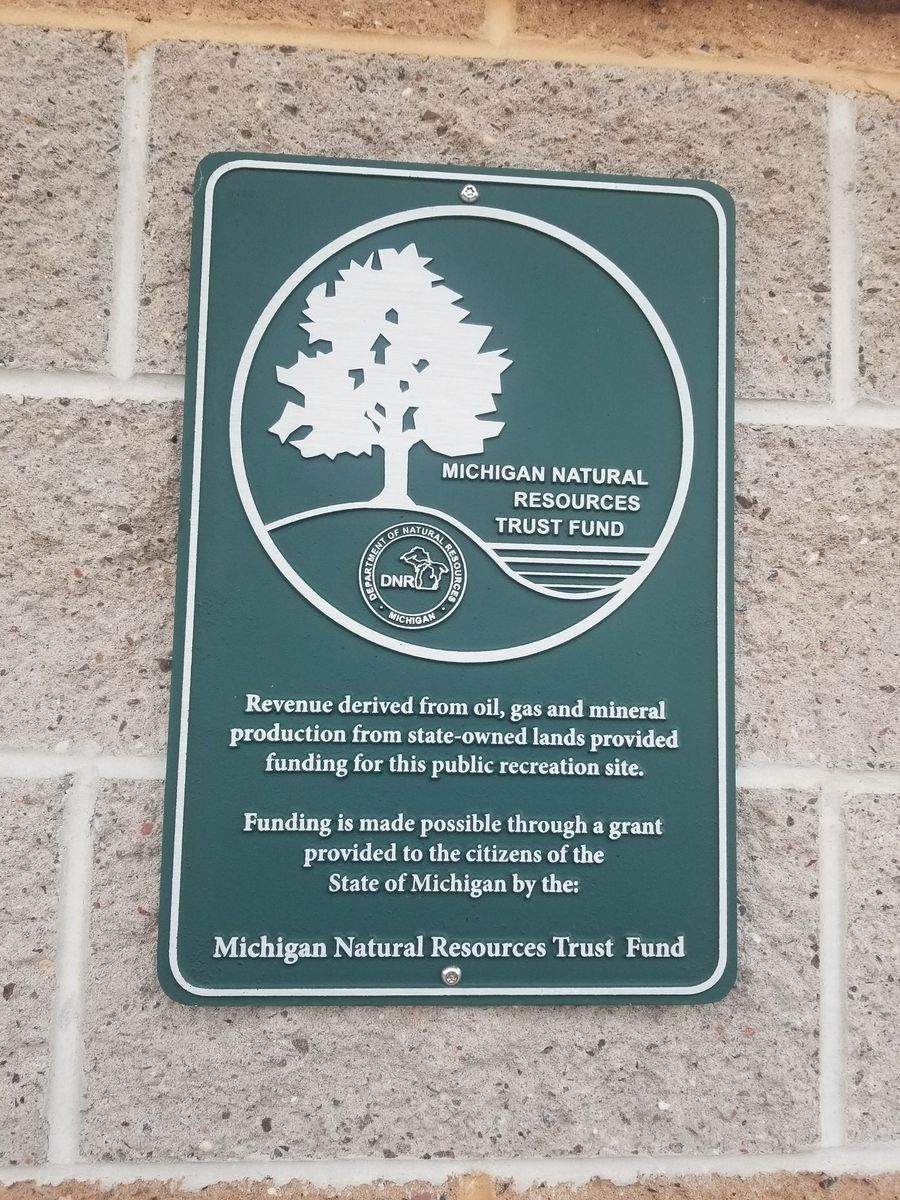 MICHIGAN NATURAL
RESOURCES
TRUST FUND
DEPARTMENT OF NATURAL RESOURCES
DNR
MICHIGAN
Revenue derived from oil, gas and mineral
production from state-owned lands provided
funding for this public recreation site.
Funding is made possible through a grant
provided to the citizens of the
State of Michigan by the:
Michigan Natural Resources Trust Fund